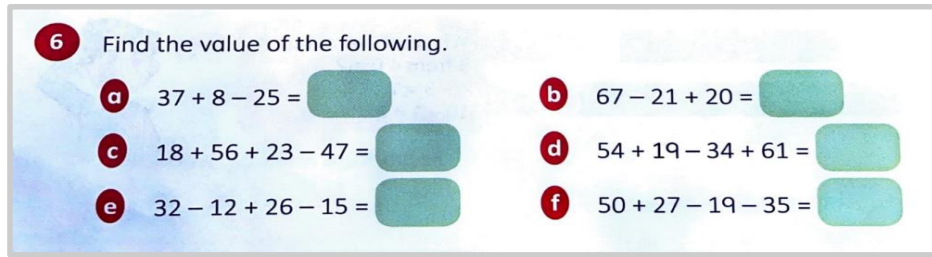 6 Find the value of the following.
a 37 + 8 – 25 =
b 67 – 21 + 20 =
c 18 + 56 + 23 – 47 =
d 54 + 19 – 34 + 61 =
e 32 – 12 + 26 – 15 =
f 50 + 27 – 19 – 35 =